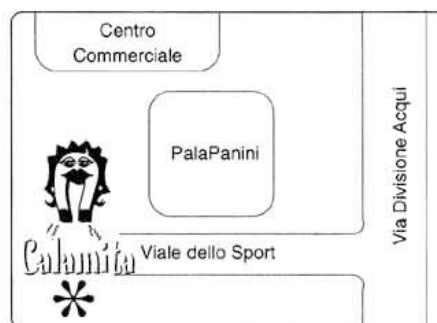 Centro
Commerciale
PalaPanini
Via Divisione Acqui
Calamita
Viale dello Sport